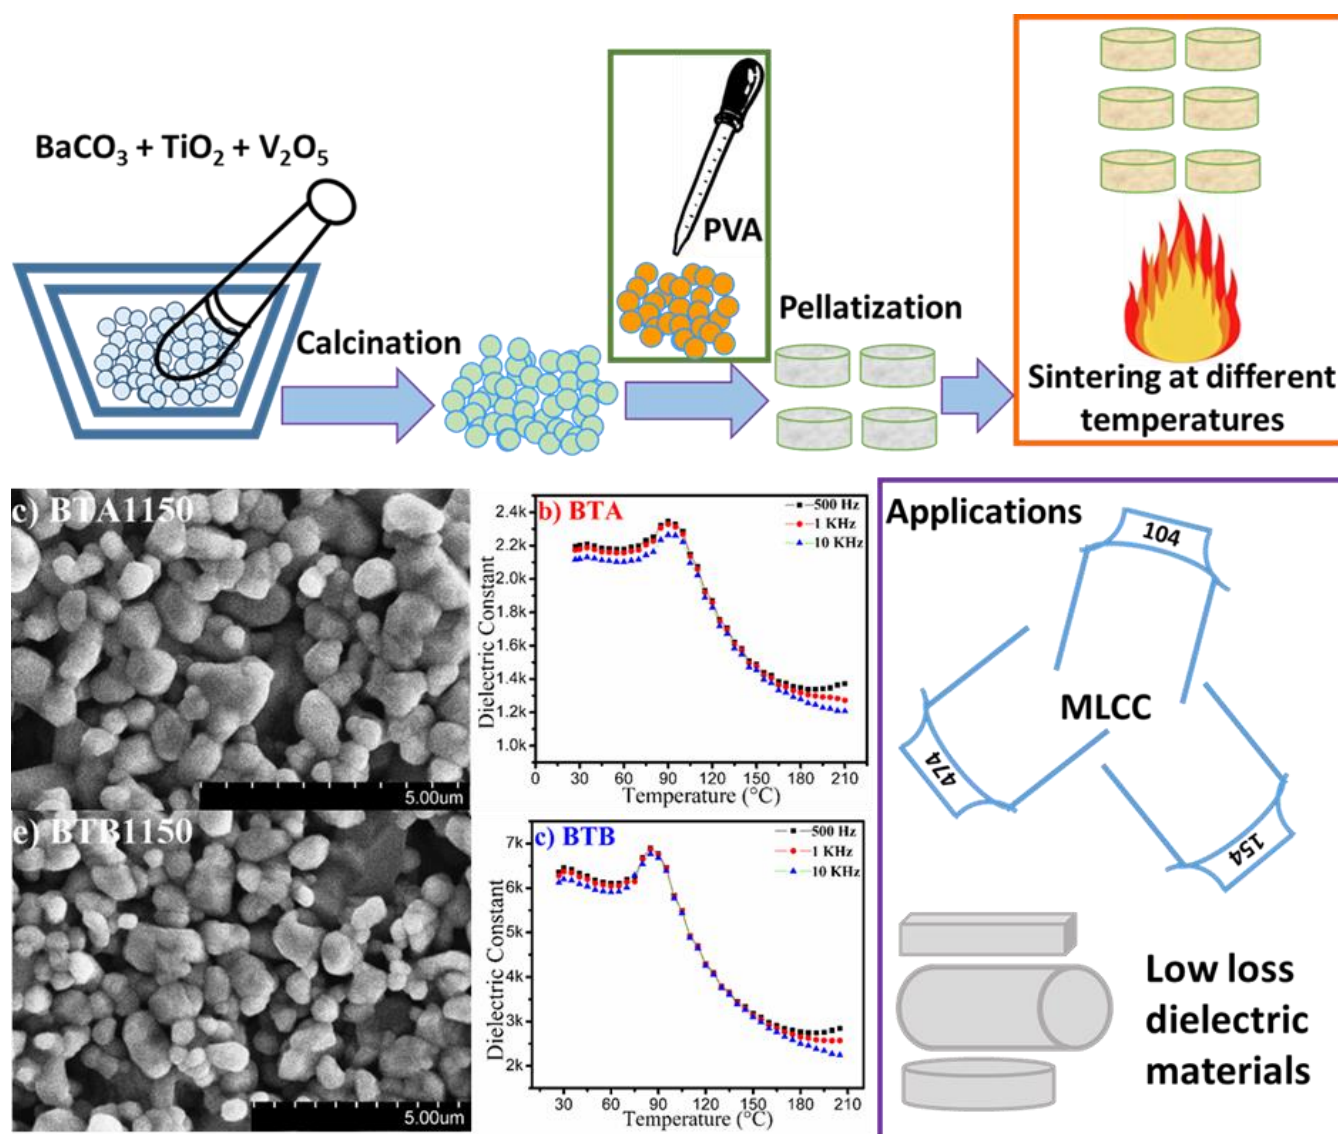 BaCO₃ + TiO₂ + V₂O₅
Calcination
PVA
Pellatization
Sintering at different
temperatures
c) BTA1150
5.00um
b) BTA
500 Hz
1 KHz
10 KHz
Dielectric Constant
2.4k
2.2k
2.0k
1.8k
1.6k
1.4k
1.2k
1.0k
0 30 60 90 120 150 180 210
Temperature (°C)
e) BTB1150
5.00um
c) BTB
500 Hz
1 KHz
10 KHz
Dielectric Constant
7k
6k
5k
4k
3k
2k
30 60 90 120 150 180 210
Temperature (°C)
Applications
104
MLCC
474
154
Low loss
dielectric
materials